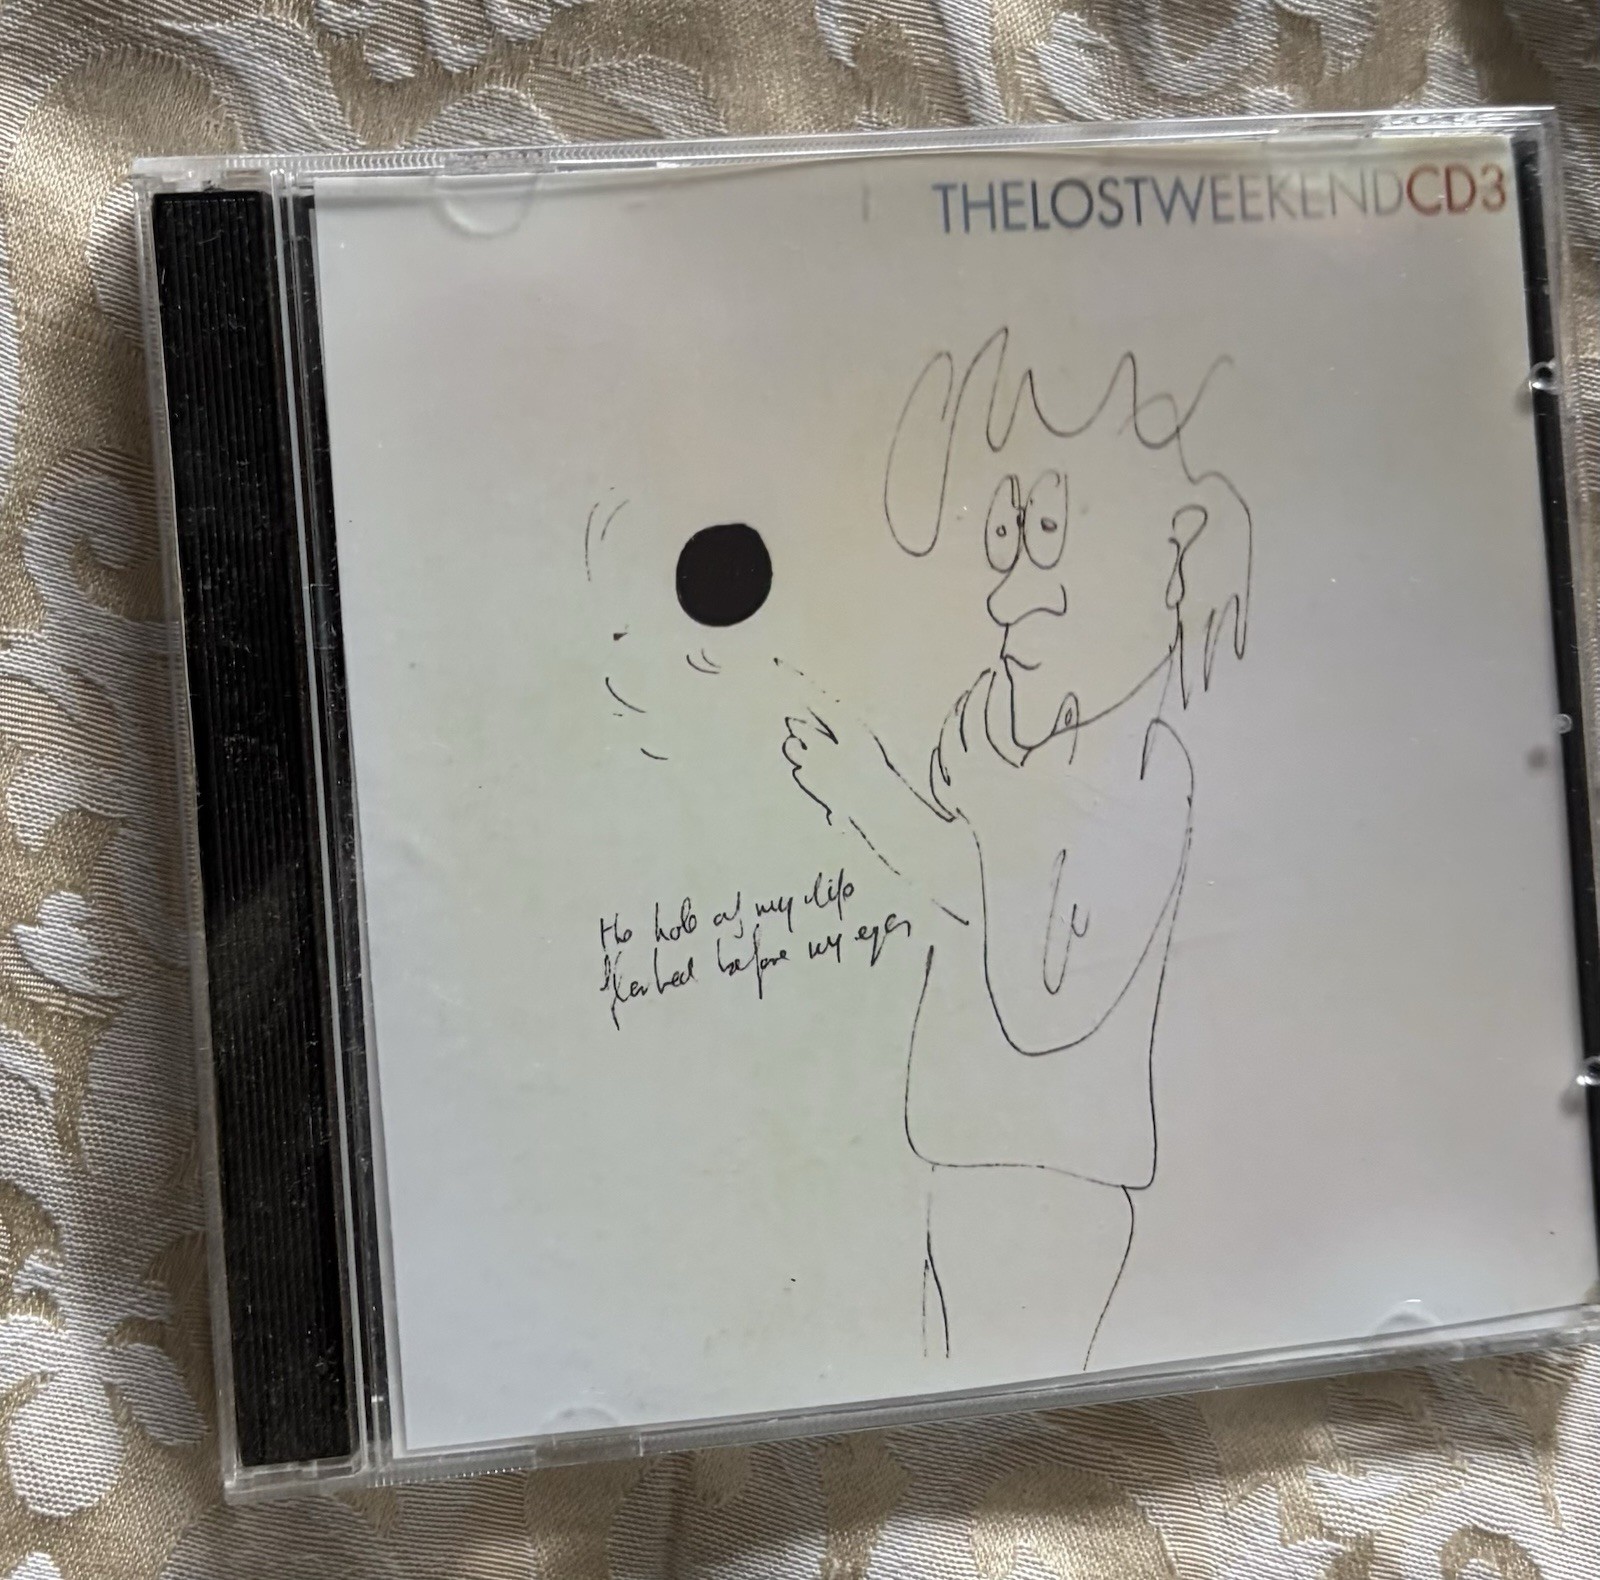 THELOSTWEEKENDCD3
the hole of my life
flashed before my eyes